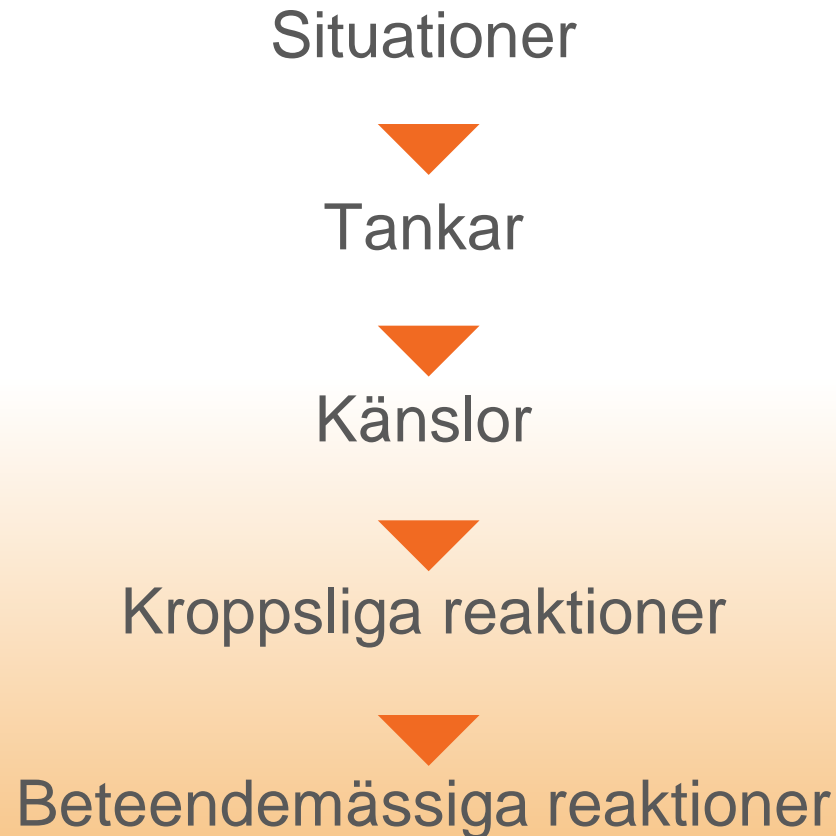 Situationer
Tankar
Känslor
Kroppsliga reaktioner
Beteendemässiga reaktioner